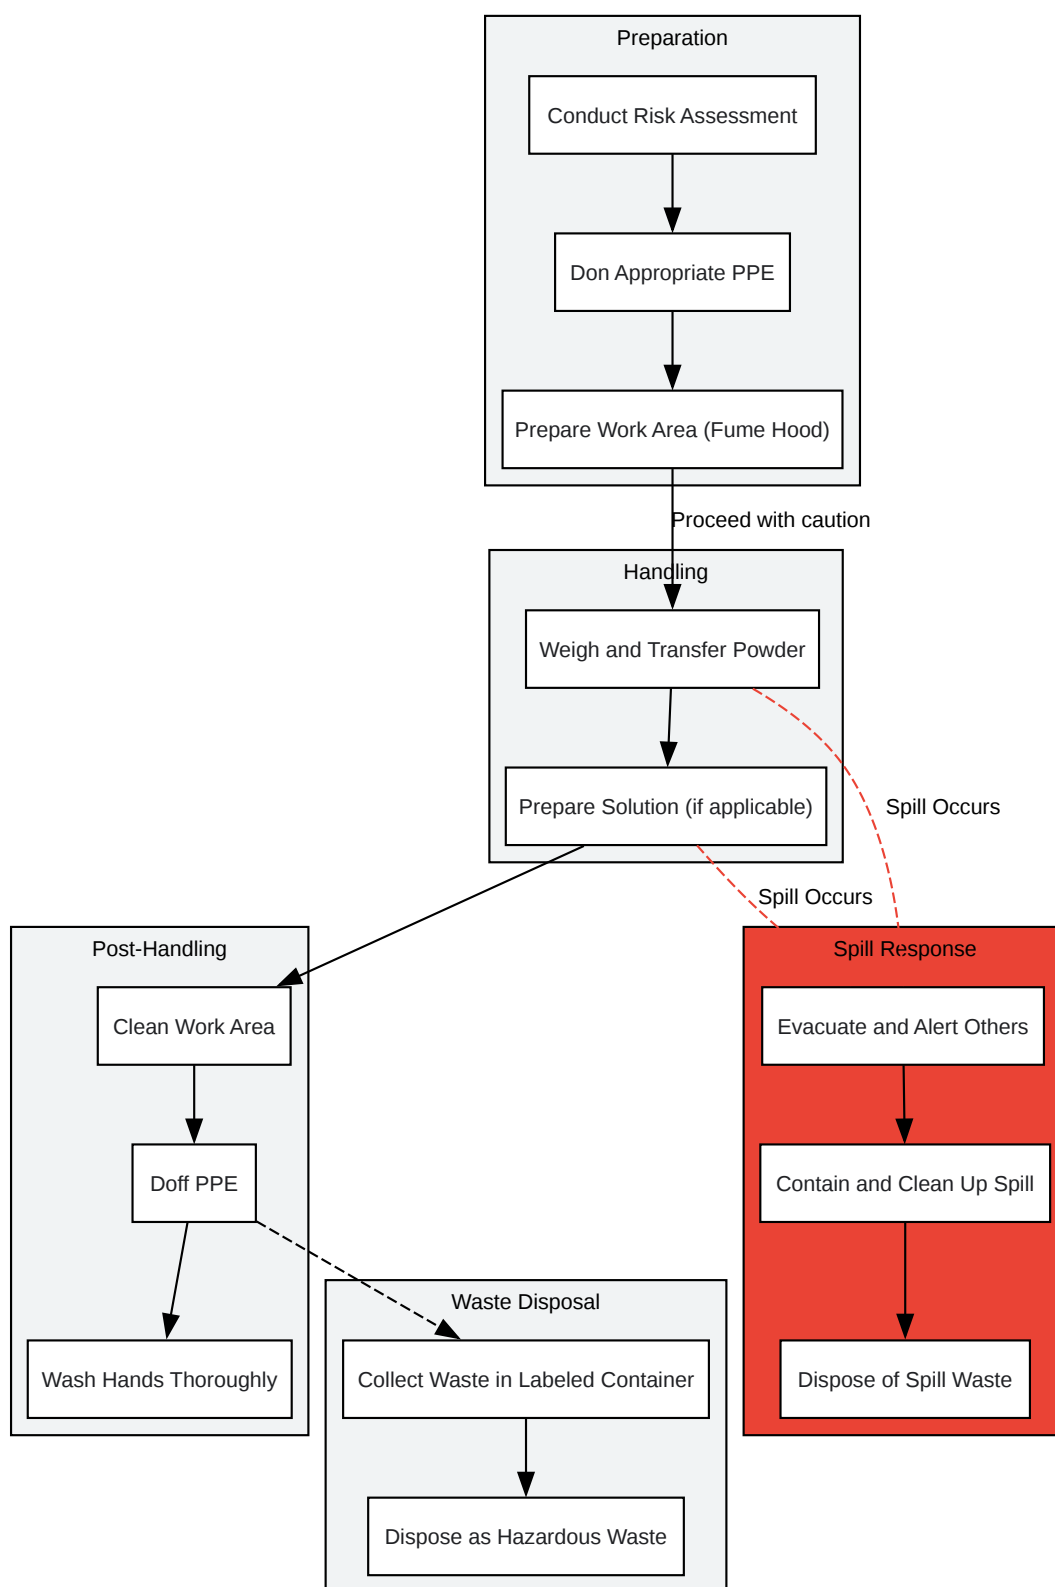 Preparation
Conduct Risk Assessment
Don Appropriate PPE
Prepare Work Area (Fume Hood)
Proceed with caution
Handling
Weigh and Transfer Powder
Prepare Solution (if applicable)
Spill Occurs
Spill Occurs
Post-Handling
Clean Work Area
Doff PPE
Wash Hands Thoroughly
Waste Disposal
Collect Waste in Labeled Container
Dispose as Hazardous Waste
Spill Response
Evacuate and Alert Others
Contain and Clean Up Spill
Dispose of Spill Waste